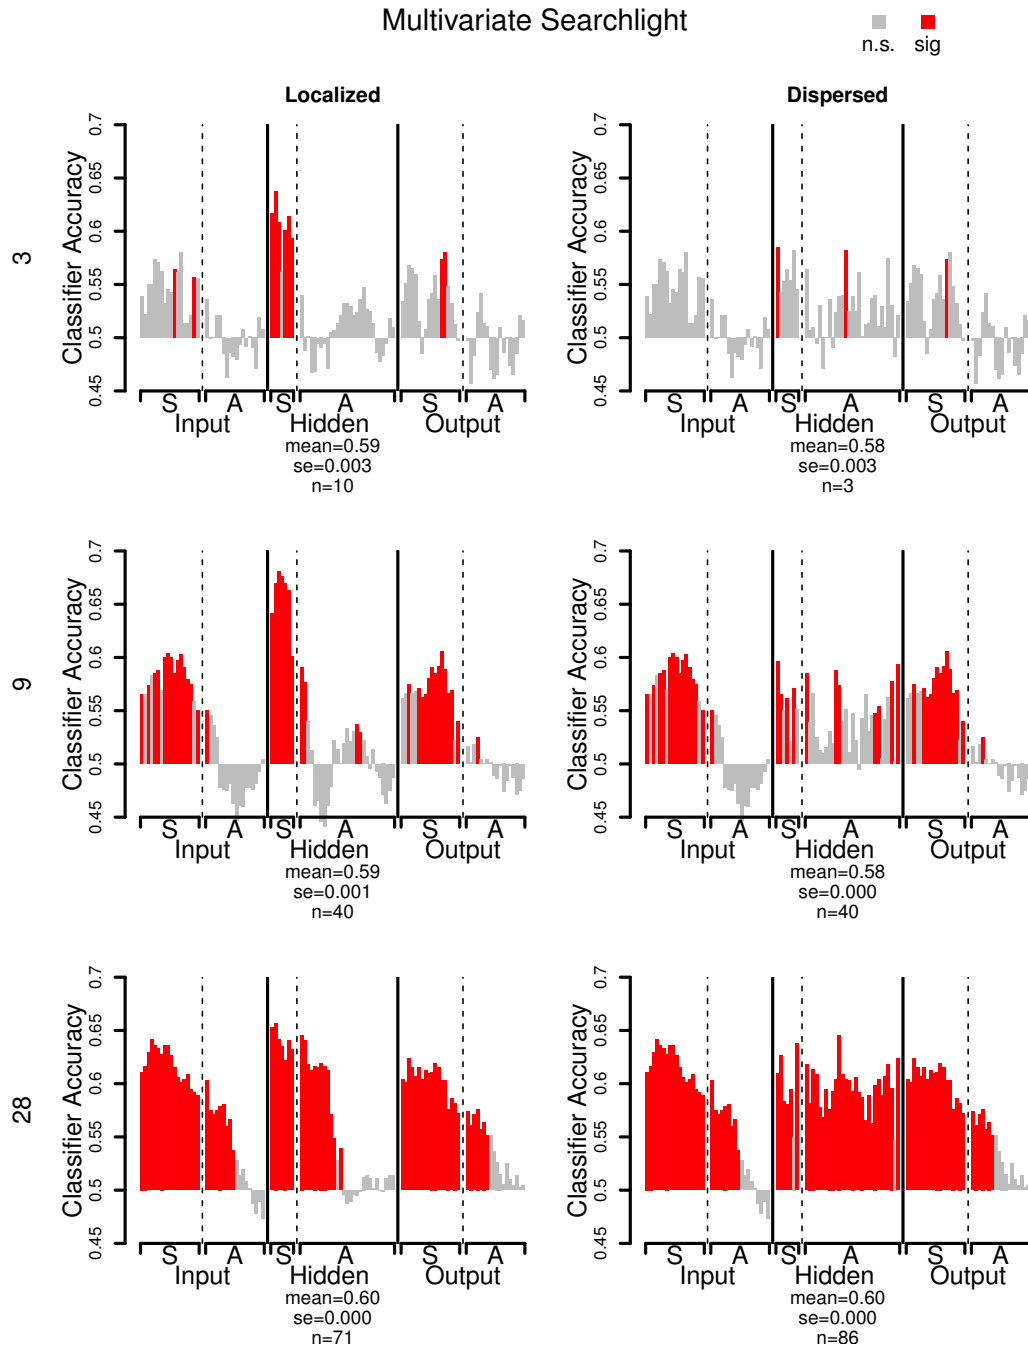 Multivariate Searchlight
n.s. sig
Localized
Dispersed
3
Classifier Accuracy
0.45 0.5 0.55 0.6 0.65 0.7
S A S A S A
Input Hidden Output
mean=0.59
se=0.003
n=10
Classifier Accuracy
0.45 0.5 0.55 0.6 0.65 0.7
S A S A S A
Input Hidden Output
mean=0.58
se=0.003
n=3
9
Classifier Accuracy
0.45 0.5 0.55 0.6 0.65 0.7
S A S A S A
Input Hidden Output
mean=0.59
se=0.001
n=40
Classifier Accuracy
0.45 0.5 0.55 0.6 0.65 0.7
S A S A S A
Input Hidden Output
mean=0.58
se=0.000
n=40
28
Classifier Accuracy
0.45 0.5 0.55 0.6 0.65 0.7
S A S A S A
Input Hidden Output
mean=0.60
se=0.000
n=71
Classifier Accuracy
0.45 0.5 0.55 0.6 0.65 0.7
S A S A S A
Input Hidden Output
mean=0.60
se=0.000
n=86